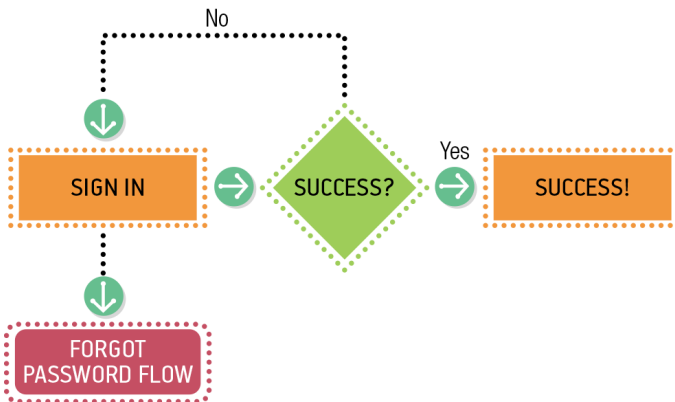 No
Yes
SIGN IN
SUCCESS?
SUCCESS!
FORGOT
PASSWORD FLOW